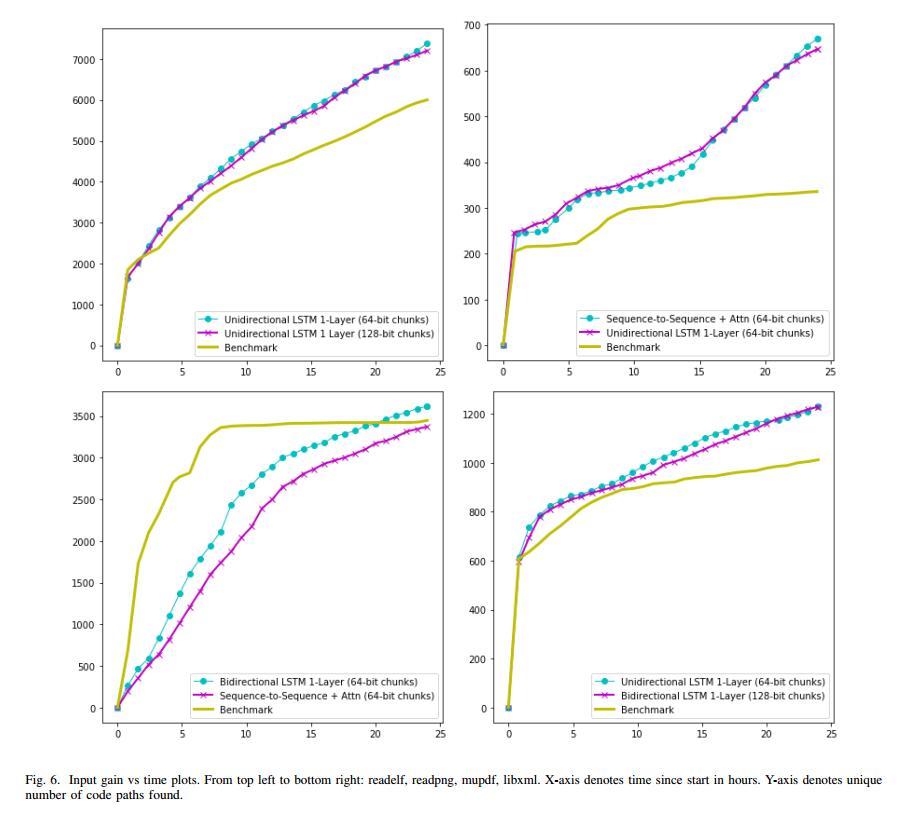 7000
6000
5000
4000
3000
2000
1000
0
0 5 10 15 20 25
Unidirectional LSTM 1-Layer (64-bit chunks)
Unidirectional LSTM 1 Layer (128-bit chunks)
Benchmark
700
600
500
400
300
200
100
0
0 5 10 15 20 25
Sequence-to-Sequence + Attn (64-bit chunks)
Unidirectional LSTM 1-Layer (64-bit chunks)
Benchmark
3500
3000
2500
2000
1500
1000
500
0
0 5 10 15 20 25
Bidirectional LSTM 1-Layer (64-bit chunks)
Sequence-to-Sequence + Attn (64-bit chunks)
Benchmark
1200
1000
800
600
400
200
0
0 5 10 15 20 25
Unidirectional LSTM 1-Layer (64-bit chunks)
Bidirectional LSTM 1-Layer (128-bit chunks)
Benchmark
Fig. 6. Input gain vs time plots. From top left to bottom right: readelf, readpng, mupdf, libxml. X-axis denotes time since start in hours. Y-axis denotes unique
number of code paths found.